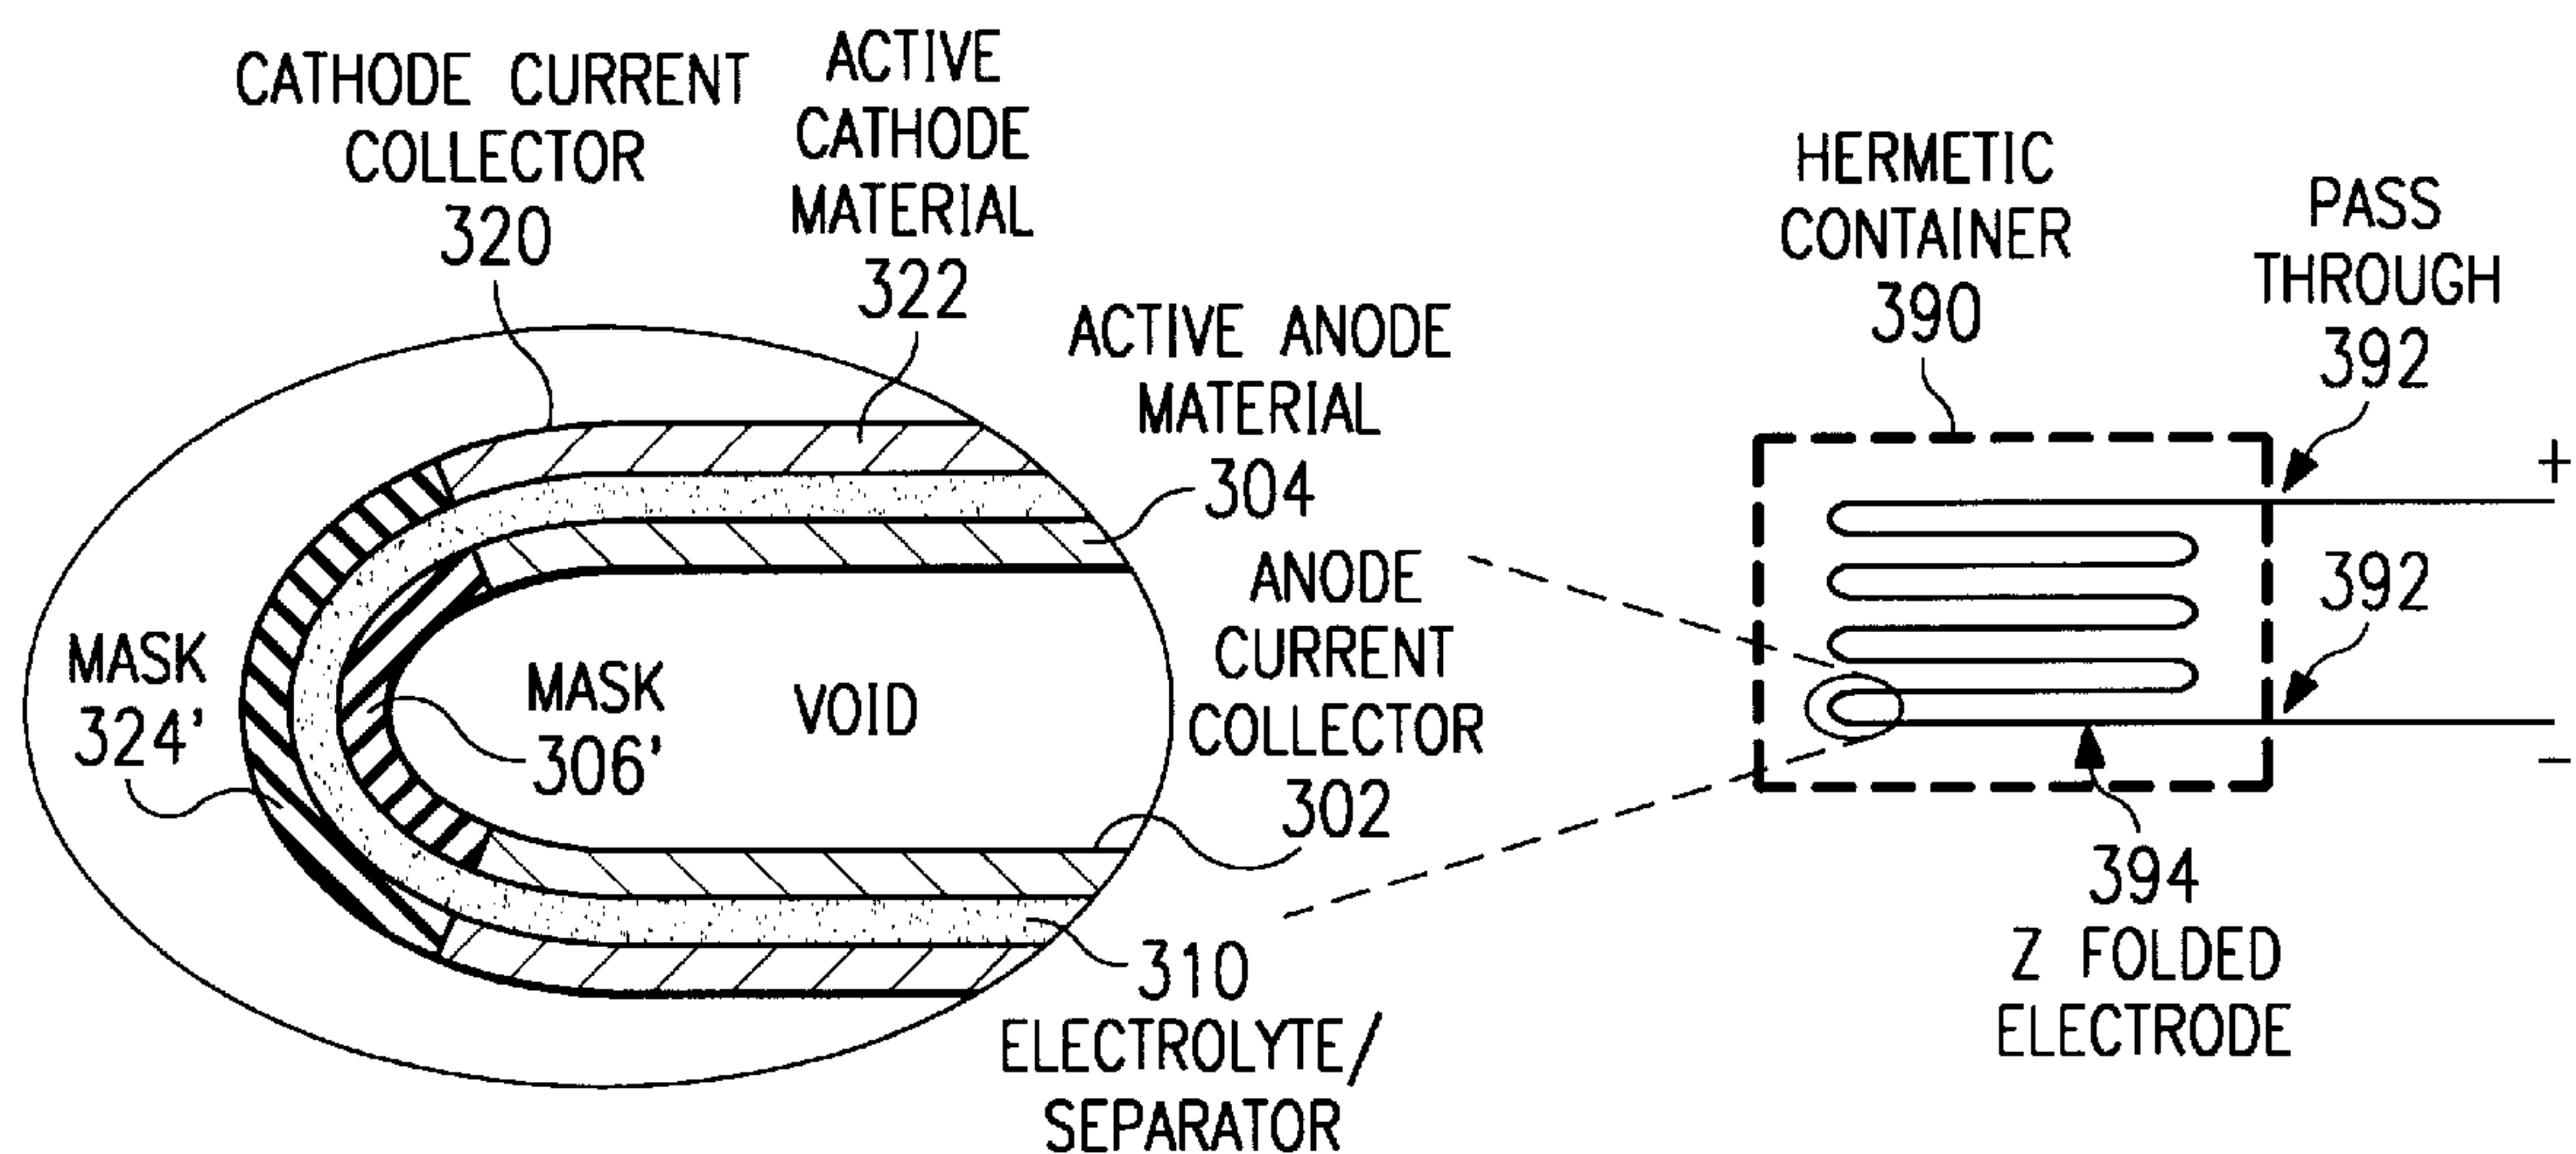 CATHODE CURRENT
COLLECTOR
320
ACTIVE
CATHODE
MATERIAL
322
ACTIVE ANODE
MATERIAL
304
ANODE
CURRENT
COLLECTOR
302
MASK
324'
MASK
306'
VOID
310
ELECTROLYTE/
SEPARATOR
HERMETIC
CONTAINER
390
PASS
THROUGH
392
+
392
−
394
Z FOLDED
ELECTRODE